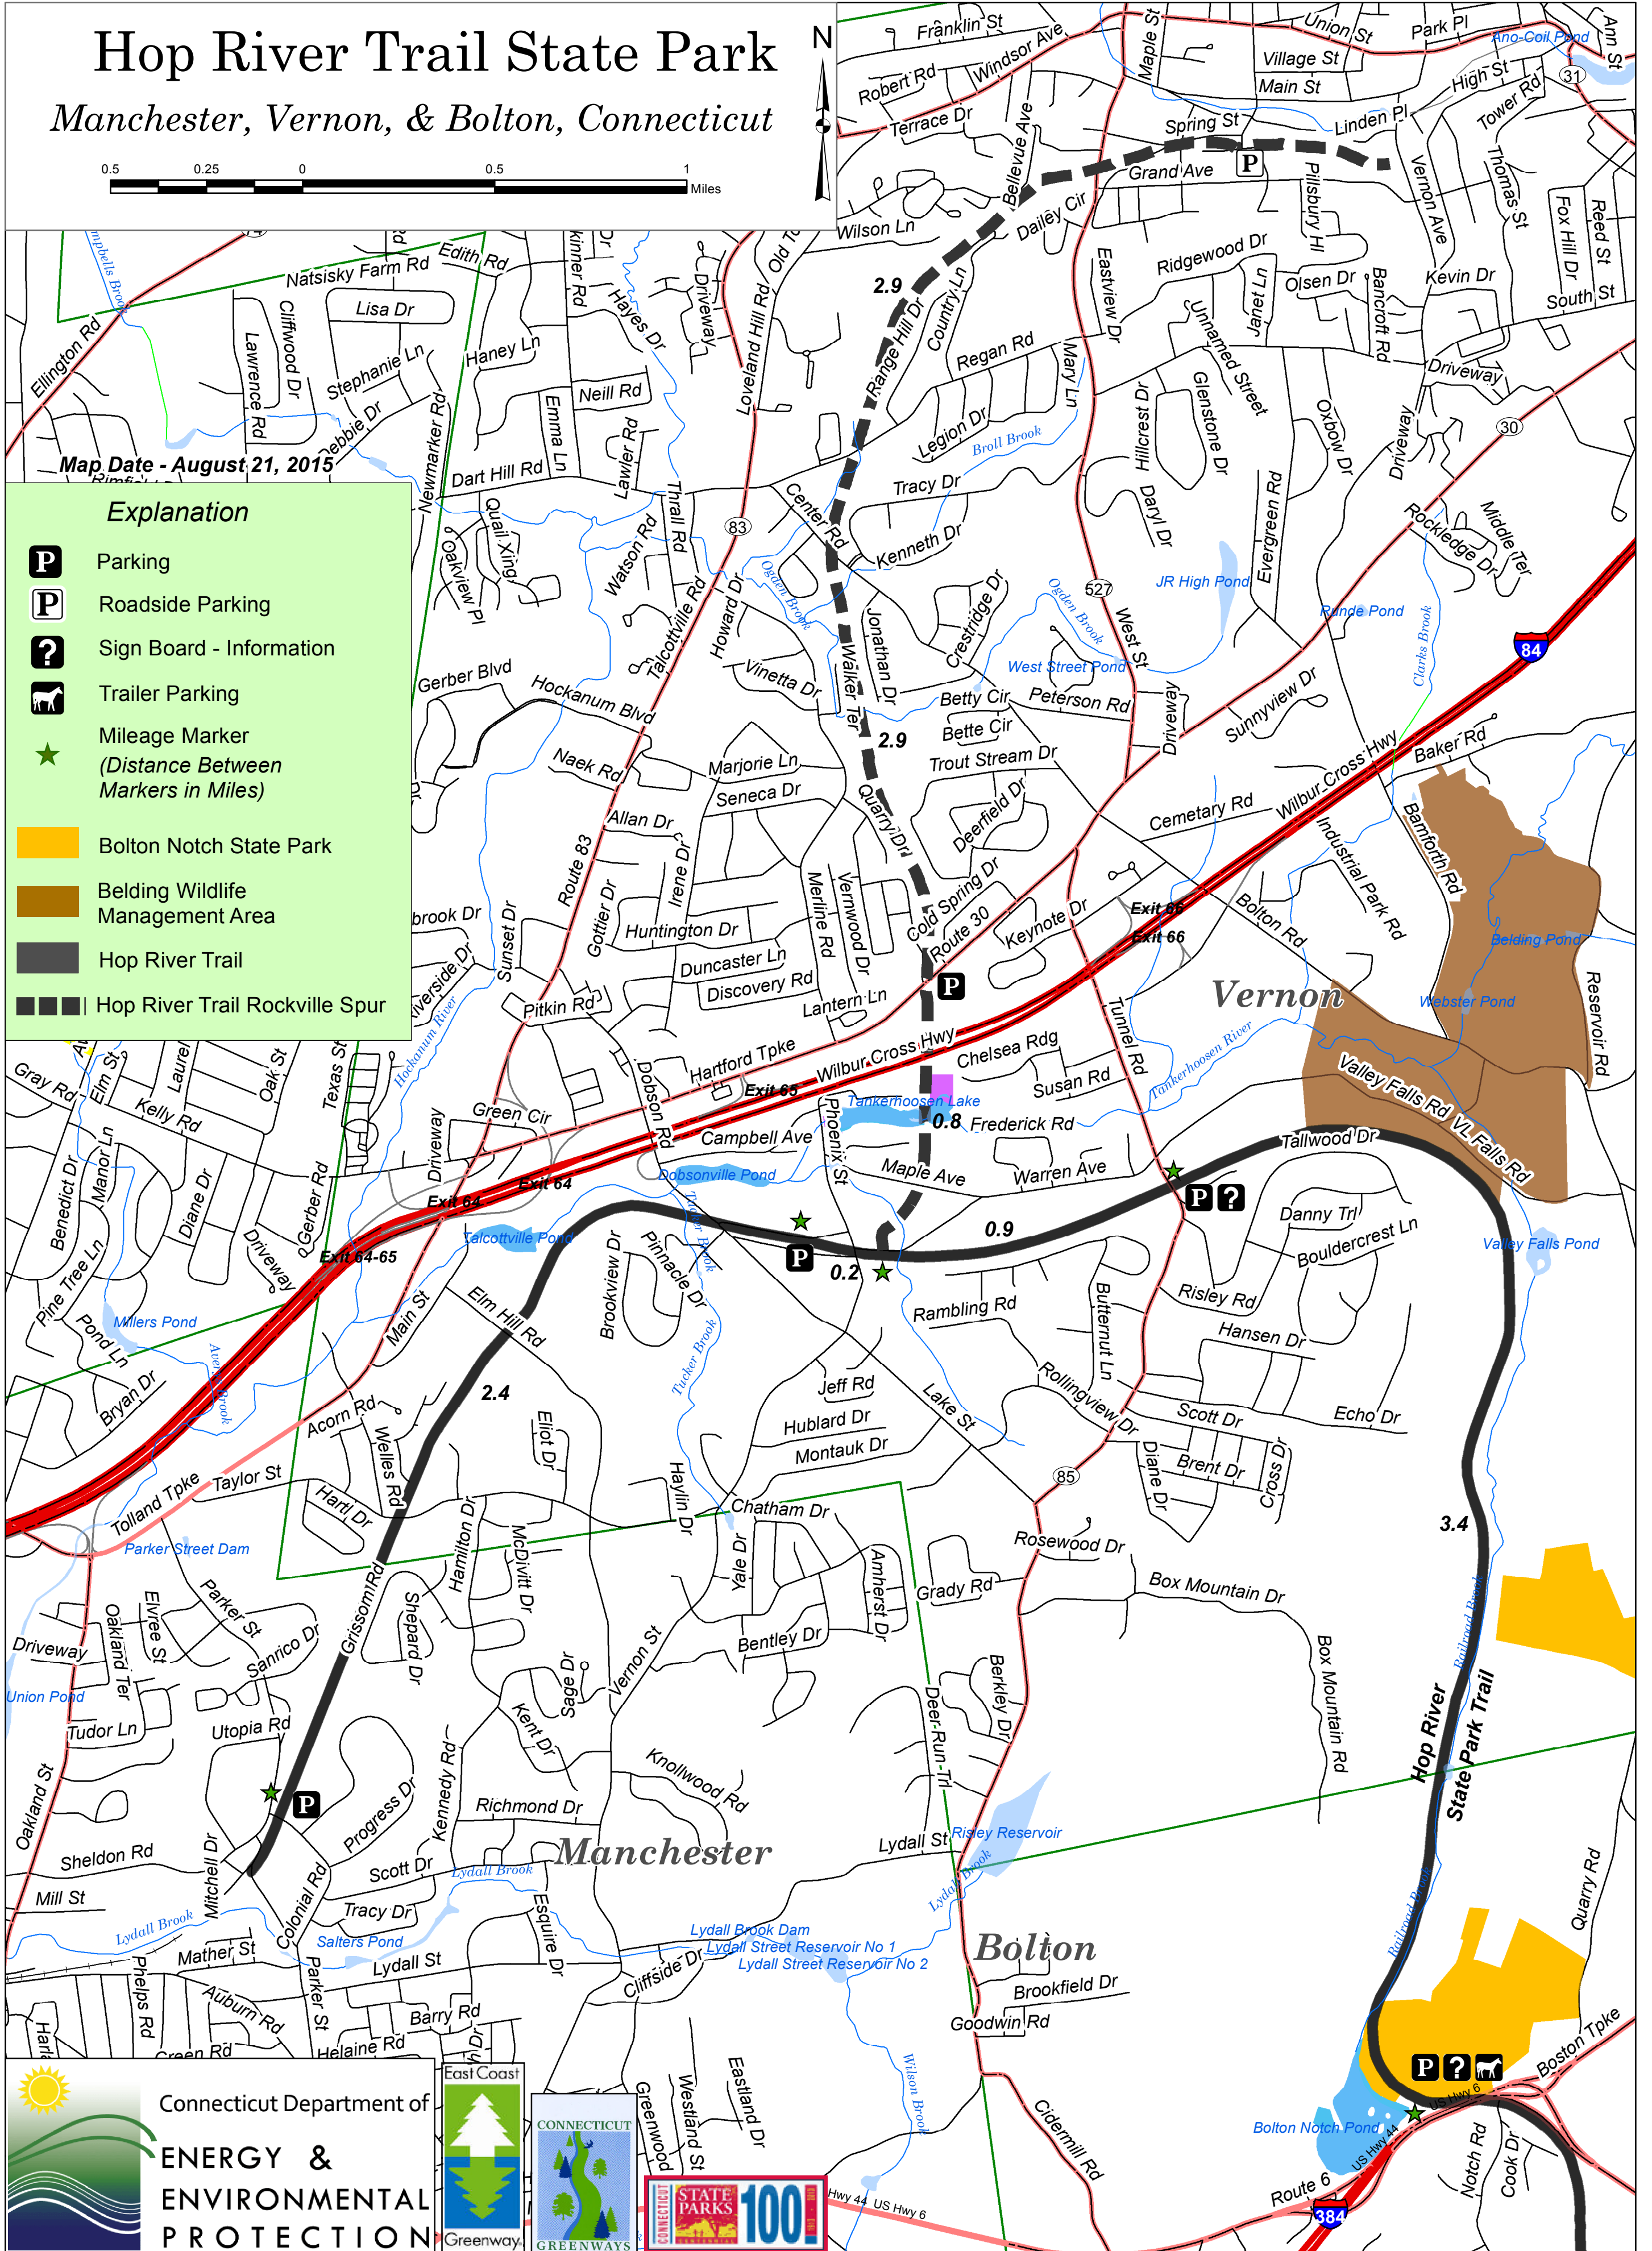 Hop River Trail State Park
Manchester, Vernon, & Bolton, Connecticut
0.5 0.25 0 0.5 1
Miles
N
Franklin St
Windsor Ave
Robert Rd
Terrace Dr
Maple St
Union St
Park Pl
Ann St
Ano-Coil Pond
Village St
Main St
High St
31
Tower Rd
Linden Pl
Spring St
P
Grand Ave
Bellevue Ave
Dailey Cir
Wilson Ln
Pillsbury Hl
Vernon Ave
Thomas St
Fox Hill Dr
Reed St
Old To
Edith Rd
Natsisky Farm Rd
Lisa Dr
Ellington Rd
Lawrence Rd
Cliffwood Dr
Stephanie Ln
Debbie Dr
Haney Ln
Hayes Dr
Driveway
Neill Rd
Emma Ln
Lawler Rd
Newmarker Rd
Loveland Hill Rd
2.9
Range Hill Dr
Country Ln
Regan Rd
Mary Ln
Eastview Dr
Ridgewood Dr
Janet Ln
Olsen Dr
Bancroft Rd
Kevin Dr
South St
Unnamed Street
Driveway
Legion Dr
Broll Brook
Hillcrest Dr
Glenstone Dr
Oxbow Dr
Driveway
30
Map Date - August 21, 2015
Dart Hill Rd
Quail Xing
Oakview Pl
Watson Rd
Thrall Rd
83
Center Rd
Tracy Dr
Kenneth Dr
Daryl Dr
Evergreen Rd
Rockledge Dr
Middle Ter
JR High Pond
Runde Pond
Clarks Brook
84
Ogden Brook
Ogden Brook
527
West St
West Street Pond
Crestridge Dr
Jonathan Dr
Walker Ter
Howard Dr
Talcottville Rd
Vinetta Dr
Betty Cir
Peterson Rd
Bette Cir
Driveway
Sunnyview Dr
Gerber Blvd
Hockanum Blvd
2.9
Naek Rd
Marjorie Ln
Seneca Dr
Trout Stream Dr
Quarry Dr
Deerfield Dr
Cemetary Rd
Wilbur Cross Hwy
Baker Rd
Bamforth Rd
Industrial Park Rd
Allan Dr
Route 83
Irene Dr
Gottier Dr
Merline Rd
Vernwood Dr
Cold Spring Dr
Route 30
Keynote Dr
Exit 66
Exit 66
Bolton Rd
Belding Pond
Webster Pond
Reservoir Rd
Explanation
P Parking
P Roadside Parking
? Sign Board - Information
Trailer Parking
Mileage Marker
(Distance Between
Markers in Miles)
Bolton Notch State Park
Belding Wildlife
Management Area
Hop River Trail
Hop River Trail Rockville Spur
brook Dr
Sunset Dr
Huntington Dr
Duncaster Ln
Discovery Rd
Lantern Ln
Pitkin Rd
P
Vernon
Hockanum River
Hartford Tpke
Wilbur Cross Hwy
Chelsea Rdg
Susan Rd
Tunnel Rd
Tankerhoosen River
Valley Falls Rd
VL Falls Rd
Gray Rd
Elm St
Laurel
Oak St
Texas St
Kelly Rd
Green Cir
Dobson Rd
Exit 65
Tankerhoosen Lake
0.8
Frederick Rd
Phoenix St
Campbell Ave
Maple Ave
Warren Ave
Tallwood Dr
Benedict Dr
Manor Ln
Diane Dr
Gerber Rd
Driveway
Driveway
Exit 64
Exit 64
Exit 64-65
Dobsonville Pond
Talcottville Pond
P
0.2
0.9
P ?
Danny Trl
Bouldercrest Ln
Valley Falls Pond
Pine Tree Ln
Pond Ln
Millers Pond
Bryan Dr
Main St
Elm Hill Rd
Brookview Dr
Pinnacle Dr
Tucker Brook
Tucker Brook
Rambling Rd
Butternut Ln
Risley Rd
Hansen Dr
2.4
Jeff Rd
Lake St
Hublard Dr
Montauk Dr
Rollingview Dr
Scott Dr
Echo Dr
Acorn Rd
Welles Rd
Eliot Dr
Haylin Dr
Chatham Dr
85
Diane Dr
Brent Dr
Cross Dr
Tolland Tpke
Taylor St
Hartl Dr
3.4
Parker Street Dam
Hamilton Dr
McDivitt Dr
Yale Dr
Amherst Dr
Rosewood Dr
Grady Rd
Box Mountain Dr
Railroad Brook
Elvree St
Parker St
Oakland Ter
Sanrico Dr
Grissom Rd
Shepard Dr
Sage Dr
Vernon St
Bentley Dr
Box Mountain Rd
Driveway
Union Pond
Tudor Ln
Utopia Rd
Kent Dr
Deer Run Trl
Berkley Dr
Hop River
State Park Trail
Oakland St
P
Progress Dr
Kennedy Rd
Knollwood Rd
Richmond Dr
Manchester
Lydall St
Risley Reservoir
Sheldon Rd
Mill St
Mitchell Dr
Colonial Rd
Scott Dr
Lydall Brook
Tracy Dr
Esquire Dr
Lydall Brook
Quarry Rd
Railroad Brook
Lydall Brook
Mather St
Salters Pond
Lydall St
Lydall Brook Dam
Lydall Street Reservoir No 1
Lydall Street Reservoir No 2
Cliffside Dr
Bolton
Brookfield Dr
Goodwin Rd
Phelps Rd
Auburn Rd
Parker St
Barry Rd
Helaine Rd
Green Rd
Wilson Brook
Cidermill Rd
P ?
Boston Tpke
US Hwy 6
Bolton Notch Pond
US Hwy 44
Route 6
384
Notch Rd
Cook Dr
Greenwood
Westland St
Eastland Dr
Hwy 44 US Hwy 6
Connecticut Department of
ENERGY &
ENVIRONMENTAL
PROTECTION
East Coast
Greenway
CONNECTICUT
GREENWAYS
CONNECTICUT
STATE
PARKS
CENTENNIAL
100